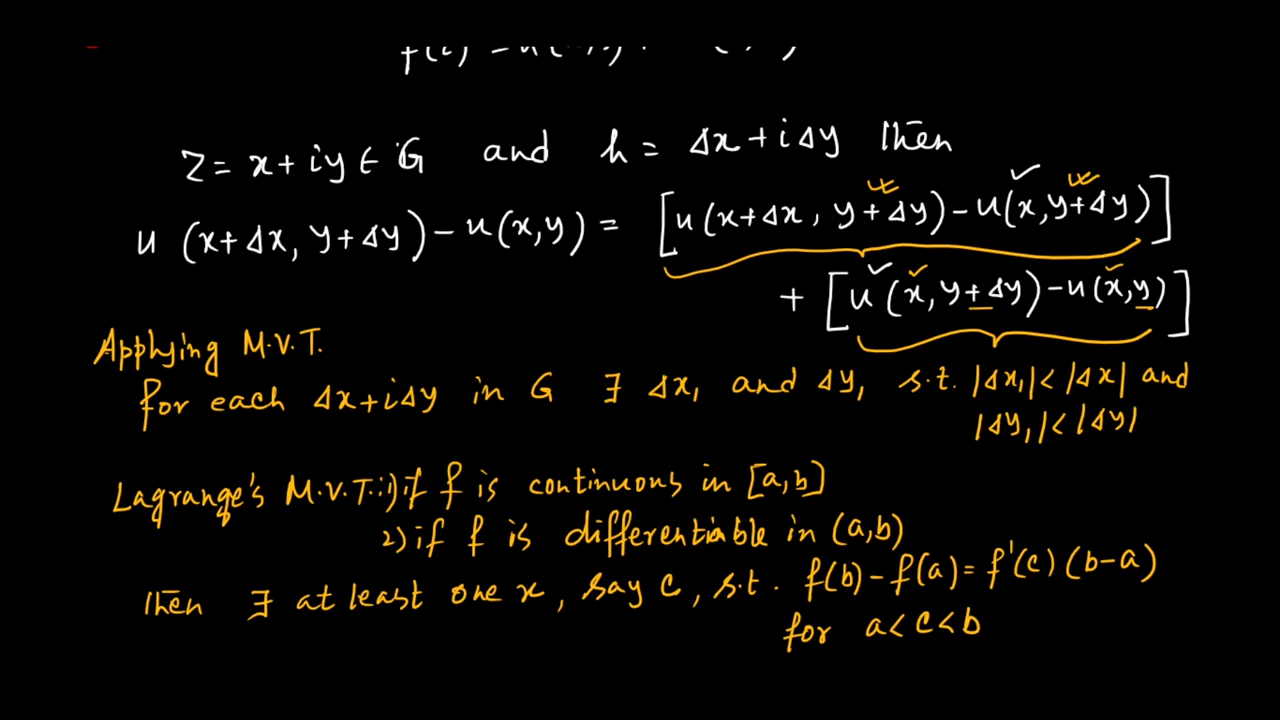 z = x + iy ∈ G and h = Δx + iΔy then
u (x+Δx, y+Δy) - u(x,y) = [u(x+Δx, y+Δy) - u(x,y+Δy)]
+ [u(x,y+Δy) - u(x,y)]
Applying M.V.T.
for each Δx+iΔy in G ∃ Δx₁ and Δy₁ s.t. |Δx₁|<|Δx| and
|Δy₁|<|Δy|
Lagrange's M.V.T.: 1) if f is continuous in [a,b]
2) if f is differentiable in (a,b)
Then ∃ at least one x, say c, s.t. f(b) - f(a) = f'(c) (b-a)
for a < c < b